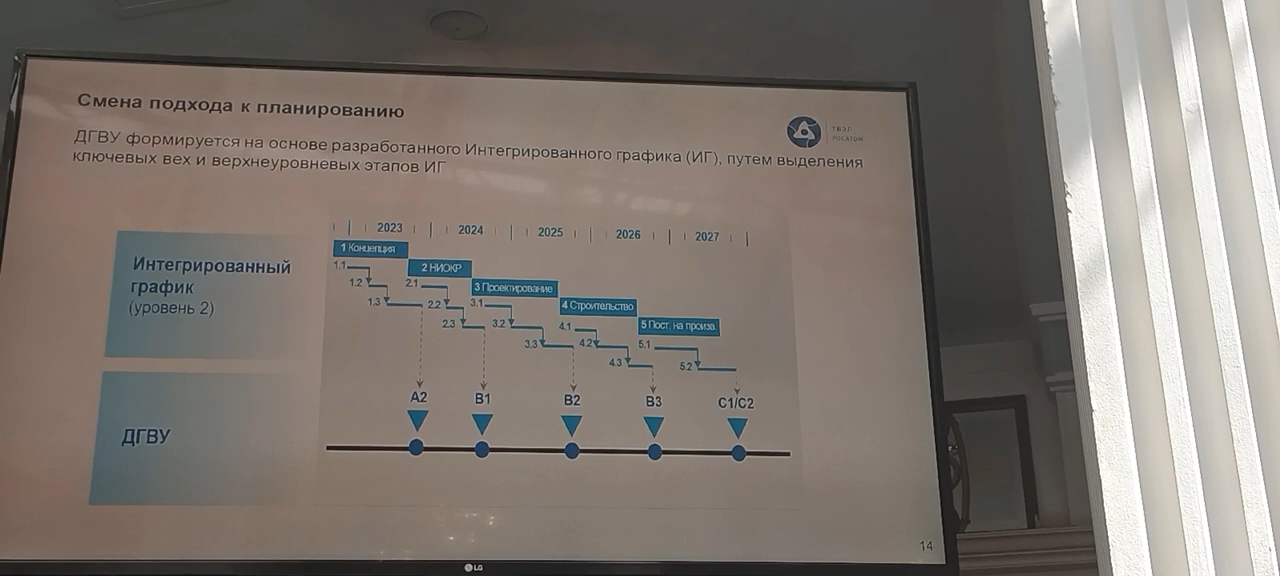 Смена подхода к планированию
ТВЭЛ
РОСАТОМ
ДГВУ формируется на основе разработанного Интегрированного графика (ИГ), путем выделения
ключевых вех и верхнеуровневых этапов ИГ
2023 2024 2025 2026 2027
Интегрированный
график
(уровень 2)
1 Концепция
1.1
1.2
1.3
2 НИОКР
2.1
2.2
2.3
3 Проектирование
3.1
3.2
3.3
4 Строительство
4.1
4.2
4.3
5 Пост. на произв
5.1
5.2
A2 B1 B2 B3 C1/C2
ДГВУ
14
LG